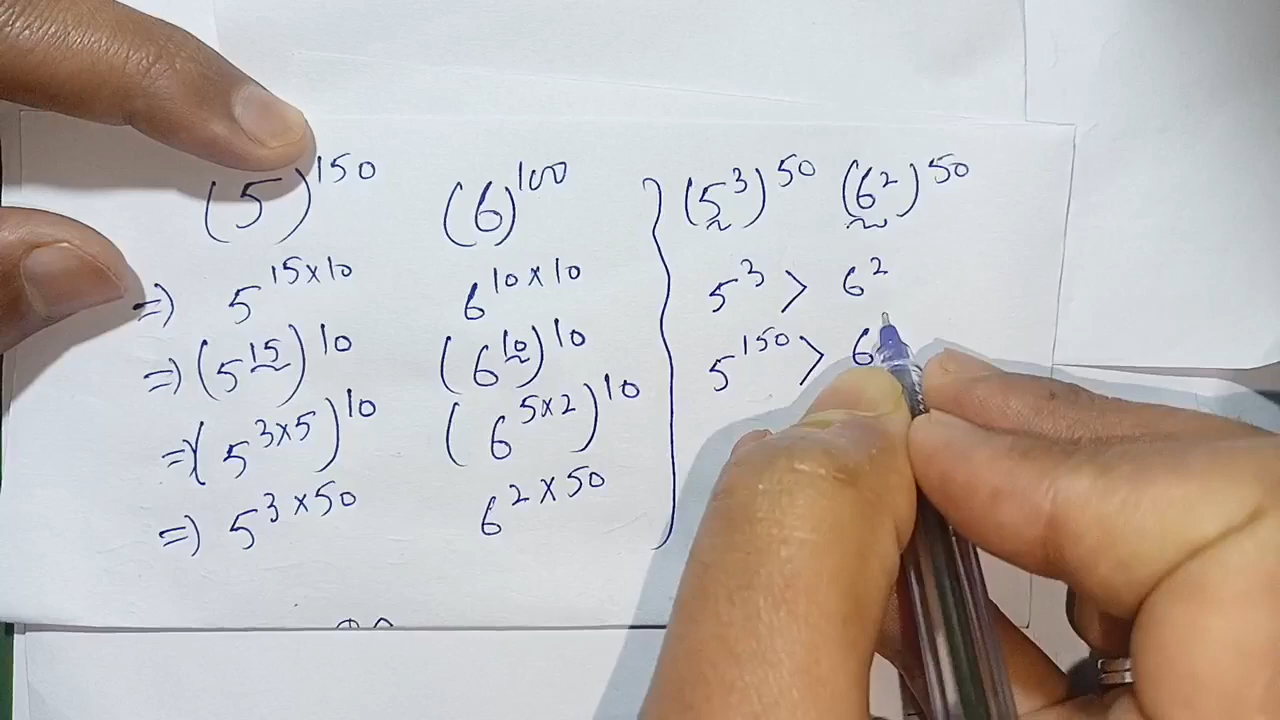 (5)^150 (6)^100
=> 5^15×10 6^10×10
=> (5^15)^10 (6^10)^10
=> (5^3×5)^10 (6^5×2)^10
=> 5^3×50 6^2×50
(5^3)^50 (6^2)^50
5^3 > 6^2
5^150 > 6